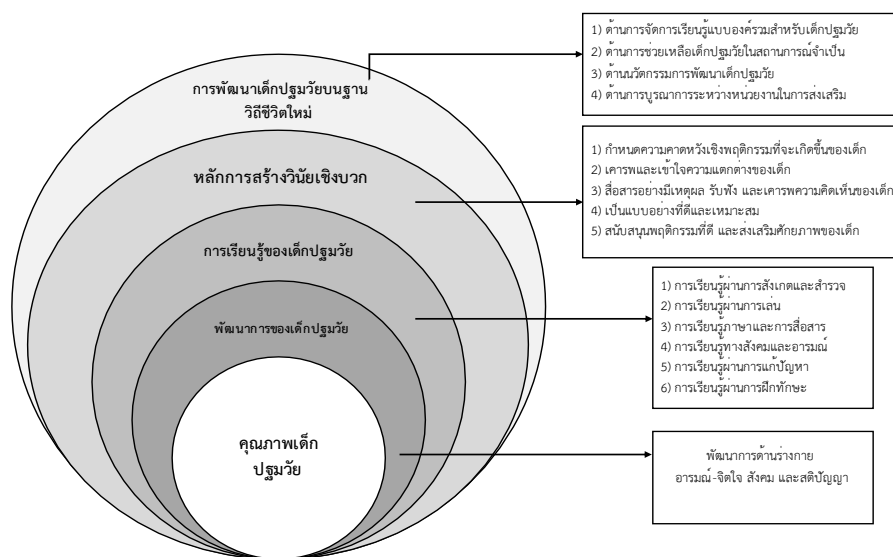 1) ด้านการจัดการเรียนรู้แบบองค์รวมสำหรับเด็กปฐมวัย
2) ด้านการช่วยเหลือเด็กปฐมวัยในสถานการณ์จำเป็น
3) ด้านนวัตกรรมการพัฒนาเด็กปฐมวัย
4) ด้านการบูรณาการระหว่างหน่วยงานในการส่งเสริม
การพัฒนาเด็กปฐมวัยบนฐาน
วิถีชีวิตใหม่
1) กำหนดความคาดหวังเชิงพฤติกรรมที่จะเกิดขึ้นของเด็ก
2) เคารพและเข้าใจความแตกต่างของเด็ก
3) สื่อสารอย่างมีเหตุผล รับฟัง และเคารพความคิดเห็นของเด็ก
4) เป็นแบบอย่างที่ดีและเหมาะสม
5) สนับสนุนพฤติกรรมที่ดี และส่งเสริมศักยภาพของเด็ก
หลักการสร้างวินัยเชิงบวก
การเรียนรู้ของเด็กปฐมวัย
1) การเรียนรู้ผ่านการสังเกตและสำรวจ
2) การเรียนรู้ผ่านการเล่น
3) การเรียนรู้ภาษาและการสื่อสาร
4) การเรียนรู้ทางสังคมและอารมณ์
5) การเรียนรู้ผ่านการแก้ปัญหา
6) การเรียนรู้ผ่านการฝึกทักษะ
พัฒนาการของเด็กปฐมวัย
คุณภาพเด็ก
ปฐมวัย
พัฒนาการด้านร่างกาย
อารมณ์-จิตใจ สังคม และสติปัญญา